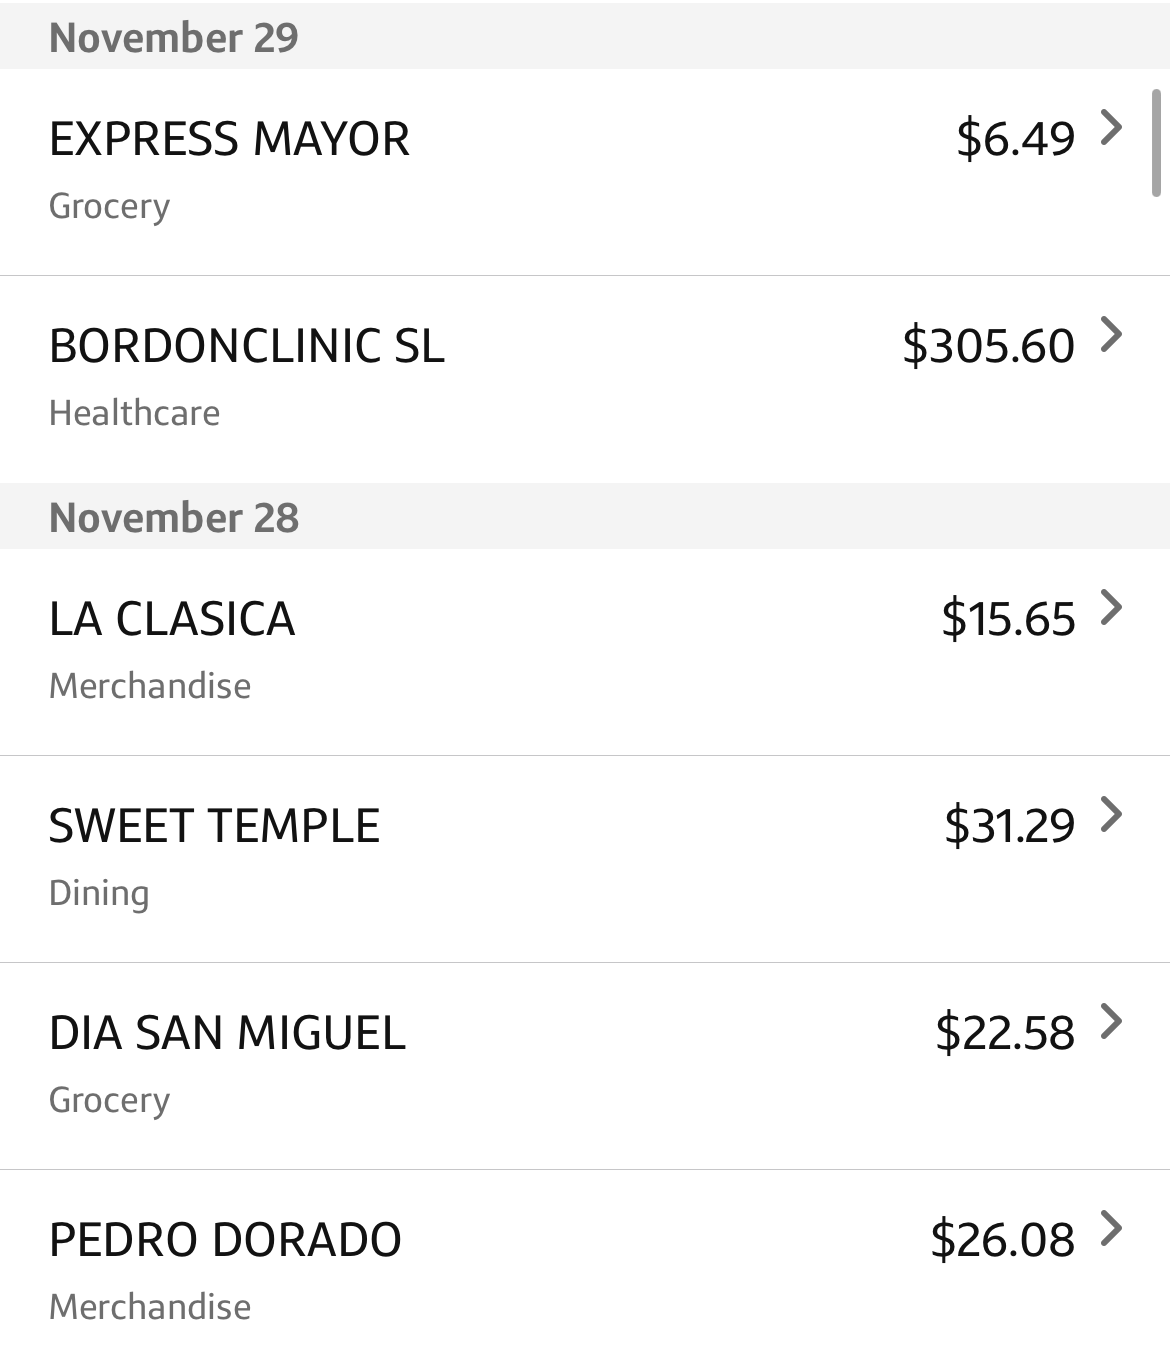 November 29
EXPRESS MAYOR $6.49
Grocery
BORDONCLINIC SL $305.60
Healthcare
November 28
LA CLASICA $15.65
Merchandise
SWEET TEMPLE $31.29
Dining
DIA SAN MIGUEL $22.58
Grocery
PEDRO DORADO $26.08
Merchandise